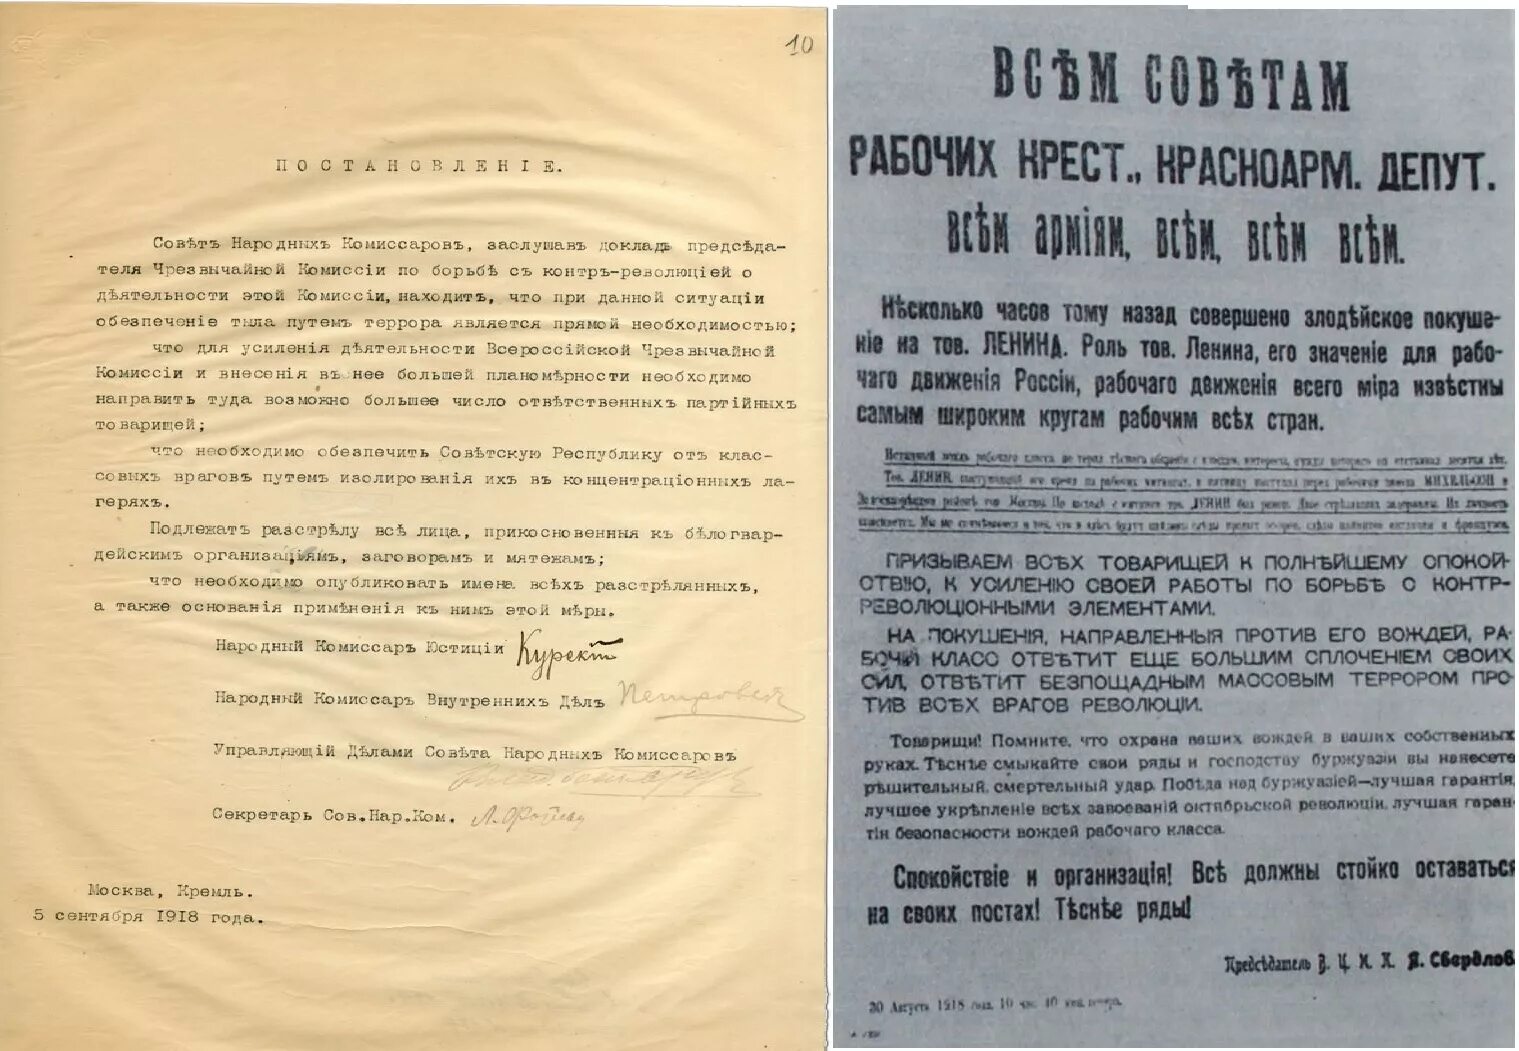 10
ПОСТАНОВЛЕНІЕ.
Совѣтъ Народныхъ Комиссаровъ, заслушавъ докладъ предсѣда-
теля Чрезвычайной Комиссіи по борьбѣ съ контръ-революціей о
дѣятельности этой Комиссіи, находитъ, что при данной ситуаціи
обезпеченіе тыла путемъ террора является прямой необходимостью;
что для усиленія дѣятельности Всероссійской Чрезвычайной
Комиссіи и внесенія въ нее большей планомѣрности необходимо
направить туда возможно большее число отвѣтственныхъ партійныхъ
товарищей;
что необходимо обезпечить Совѣтскую Республику отъ клас-
совыхъ враговъ путемъ изолированія ихъ въ концентраціонныхъ ла-
геряхъ.
Подлежатъ разстрѣлу всѣ лица, прикосновенныя къ бѣлогвар-
дейскимъ организаціямъ, заговорамъ и мятежамъ;
что необходимо опубликовать имена всѣхъ разстрѣлянныхъ,
а также основанія примѣненія къ нимъ этой мѣры.
Народный Комиссаръ Юстиціи Курскій
Народный Комиссаръ Внутреннихъ Дѣлъ Петровскій
Управляющій Дѣлами Совѣта Народныхъ Комиссаровъ
Секретарь Сов.Нар.Ком. Л. Фотіева
Москва, Кремль.
5 сентября 1918 года.
ВСѢМ СОВѢТАМ
РАБОЧИХ КРЕСТ., КРАСНОАРМ. ДЕПУТ.
ВСѢМ АРМІЯМ, ВСѢМ, ВСѢМ ВСѢМ.
Нѣсколько часов тому назад совершено злодѣйское покуше-
ніе на тов. ЛЕНИНА. Роль тов. Ленина, его значеніе для рабо-
чаго движенія Россіи, рабочаго движенія всего міра извѣстны
самым широким кругам рабочим всѣх стран.
ПРИЗЫВАЕМ ВСѢХ ТОВАРИЩЕЙ К ПОЛНѢЙШЕМУ СПОКОЙ-
СТВІЮ, К УСИЛЕНІЮ СВОЕЙ РАБОТЫ ПО БОРЬБѢ С КОНТР-
РЕВОЛЮЦІОННЫМИ ЭЛЕМЕНТАМИ.
НА ПОКУШЕНІЯ, НАПРАВЛЕННЫЯ ПРОТИВ ЕГО ВОЖДЕЙ, РА-
БОЧІЙ КЛАСС ОТВѢТИТ ЕЩЕ БОЛЬШИМ СПЛОЧЕНІЕМ СВОИХ
СИЛ, ОТВѢТИТ БЕЗПОЩАДНЫМ МАССОВЫМ ТЕРРОРОМ ПРО-
ТИВ ВСѢХ ВРАГОВ РЕВОЛЮЦІИ.
Товарищи! Помните, что охрана ваших вождей в ваших собственных
руках. Тѣснѣе смыкайте свои ряды и господству буржуазіи вы нанесете
рѣшительный, смертельный удар. Побѣда над буржуазіей—лучшая гарантія,
лучшее укрѣпленіе всѣх завоеваній октябрьской революціи, лучшая гаран-
тія безопасности вождей рабочаго класса.
Спокойствіе и организація! Всѣ должны стойко оставаться
на своих постах! Тѣснѣе ряды!
Предсѣдатель В. Ц. И. К. Я. Свердлов.
30 Августа 1918 года, 10 час. 40 мин. вечера.